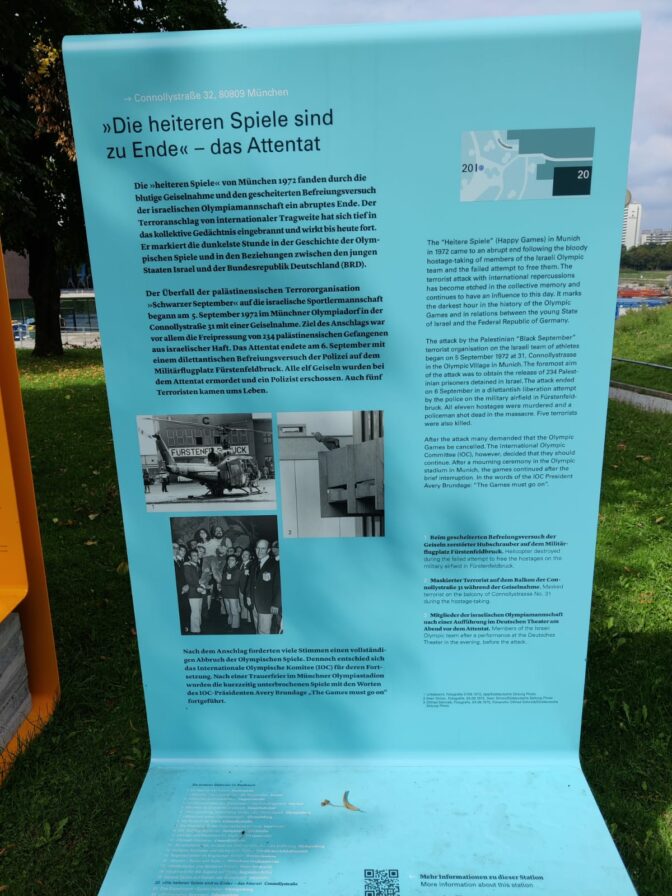 → Connollystraße 32, 80809 München
»Die heiteren Spiele sind
zu Ende« – das Attentat
Die »heiteren Spiele« von München 1972 fanden durch die
blutige Geiselnahme und den gescheiterten Befreiungsversuch
der israelischen Olympiamannschaft ein abruptes Ende. Der
Terroranschlag von internationaler Tragweite hat sich tief in
das kollektive Gedächtnis eingebrannt und wirkt bis heute fort.
Er markiert die dunkelste Stunde in der Geschichte der Olym-
pischen Spiele und in den Beziehungen zwischen den jungen
Staaten Israel und der Bundesrepublik Deutschland (BRD).
Der Überfall der palästinensischen Terrororganisation
»Schwarzer September« auf die israelische Sportlermannschaft
begann am 5. September 1972 im Münchner Olympiadorf in der
Connollystraße 31 mit einer Geiselnahme. Ziel des Anschlags war
vor allem die Freipressung von 234 palästinensischen Gefangenen
aus israelischer Haft. Das Attentat endete am 6. September mit
einem dilettantischen Befreiungsversuch der Polizei auf dem
Militärflugplatz Fürstenfeldbruck. Alle elf Geiseln wurden bei
dem Attentat ermordet und ein Polizist erschossen. Auch fünf
Terroristen kamen ums Leben.
FÜRSTENFELDBRUCK
2
3
Nach dem Anschlag forderten viele Stimmen einen vollständi-
gen Abbruch der Olympischen Spiele. Dennoch entschied sich
das Internationale Olympische Komitee (IOC) für deren Fort-
setzung. Nach einer Trauerfeier im Münchner Olympiastadion
wurden die kurzzeitig unterbrochenen Spiele mit den Worten
des IOC-Präsidenten Avery Brundage „The Games must go on“
fortgeführt.
201
20
The "Heitere Spiele" (Happy Games) in Munich
in 1972 came to an abrupt end following the bloody
hostage-taking of members of the Israeli Olympic
team and the failed attempt to free them. The
terrorist attack with international repercussions
has become etched in the collective memory and
continues to have an influence to this day. It marks
the darkest hour in the history of the Olympic
Games and in relations between the young State
of Israel and the Federal Republic of Germany.
The attack by the Palestinian "Black September"
terrorist organisation on the Israeli team of athletes
began on 5 September 1972 at 31, Connollystrasse
in the Olympic Village in Munich. The foremost aim
of the attack was to obtain the release of 234 Pales-
tinian prisoners detained in Israel. The attack ended
on 6 September in a dilettantish liberation attempt
by the police on the military airfield in Fürstenfeld-
bruck. All eleven hostages were murdered and a
policeman shot dead in the massacre. Five terrorists
were also killed.
After the attack many demanded that the Olympic
Games be cancelled. The International Olympic
Committee (IOC), however, decided that they should
continue. After a mourning ceremony in the Olympic
stadium in Munich, the games continued after the
brief interruption. In the words of the IOC President
Avery Brundage: "The Games must go on".
Beim gescheiterten Befreiungsversuch der
Geiseln zerstörter Hubschrauber auf dem Militär-
flugplatz Fürstenfeldbruck. Helicopter destroyed
during the failed attempt to free the hostages on the
military airfield in Fürstenfeldbruck.
Maskierter Terrorist auf dem Balkon der Con-
nollystraße 31 während der Geiselnahme. Masked
terrorist on the balcony of Connollystrasse No. 31
during the hostage-taking.
Mitglieder der israelischen Olympiamannschaft
nach einer Aufführung im Deutschen Theater am
Abend vor dem Attentat. Members of the Israeli
Olympic team after a performance at the Deutsches
Theater in the evening, before the attack.
20 »Die heiteren Spiele sind zu Ende« – das Attentat Connollystraße
Mehr Informationen zu dieser Station
More information about this station